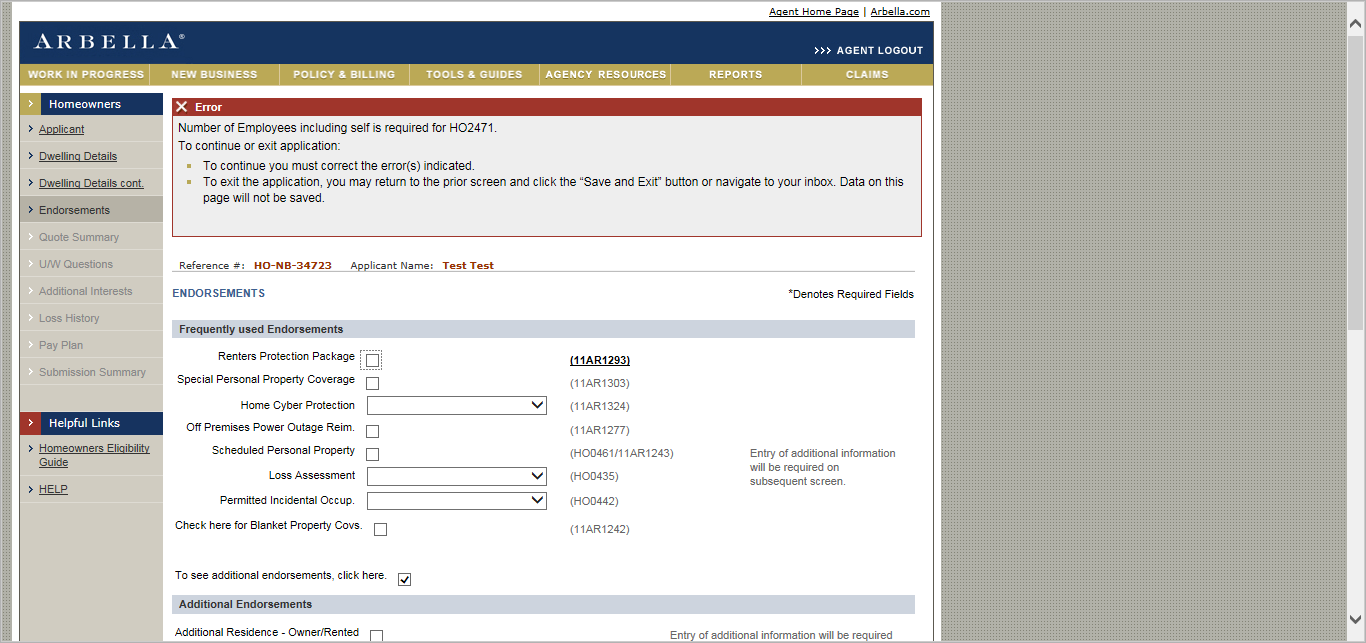 Agent Home Page | Arbella.com
ARBELLA®
>>> AGENT LOGOUT
WORK IN PROGRESS NEW BUSINESS POLICY & BILLING TOOLS & GUIDES AGENCY RESOURCES REPORTS CLAIMS
Homeowners
Applicant
Dwelling Details
Dwelling Details cont.
Endorsements
Quote Summary
U/W Questions
Additional Interests
Loss History
Pay Plan
Submission Summary
Helpful Links
Homeowners Eligibility
Guide
HELP
Error
Number of Employees including self is required for HO2471.
To continue or exit application:
To continue you must correct the error(s) indicated.
To exit the application, you may return to the prior screen and click the “Save and Exit” button or navigate to your inbox. Data on this
page will not be saved.
Reference #: HO-NB-34723 Applicant Name: Test Test
ENDORSEMENTS
*Denotes Required Fields
Frequently used Endorsements
Renters Protection Package (11AR1293)
Special Personal Property Coverage (11AR1303)
Home Cyber Protection (11AR1324)
Off Premises Power Outage Reim. (11AR1277)
Scheduled Personal Property (HO0461/11AR1243)
Entry of additional information
will be required on
subsequent screen.
Loss Assessment (HO0435)
Permitted Incidental Occup. (HO0442)
Check here for Blanket Property Covs. (11AR1242)
To see additional endorsements, click here.
Additional Endorsements
Additional Residence - Owner/Rented
Entry of additional information will be required